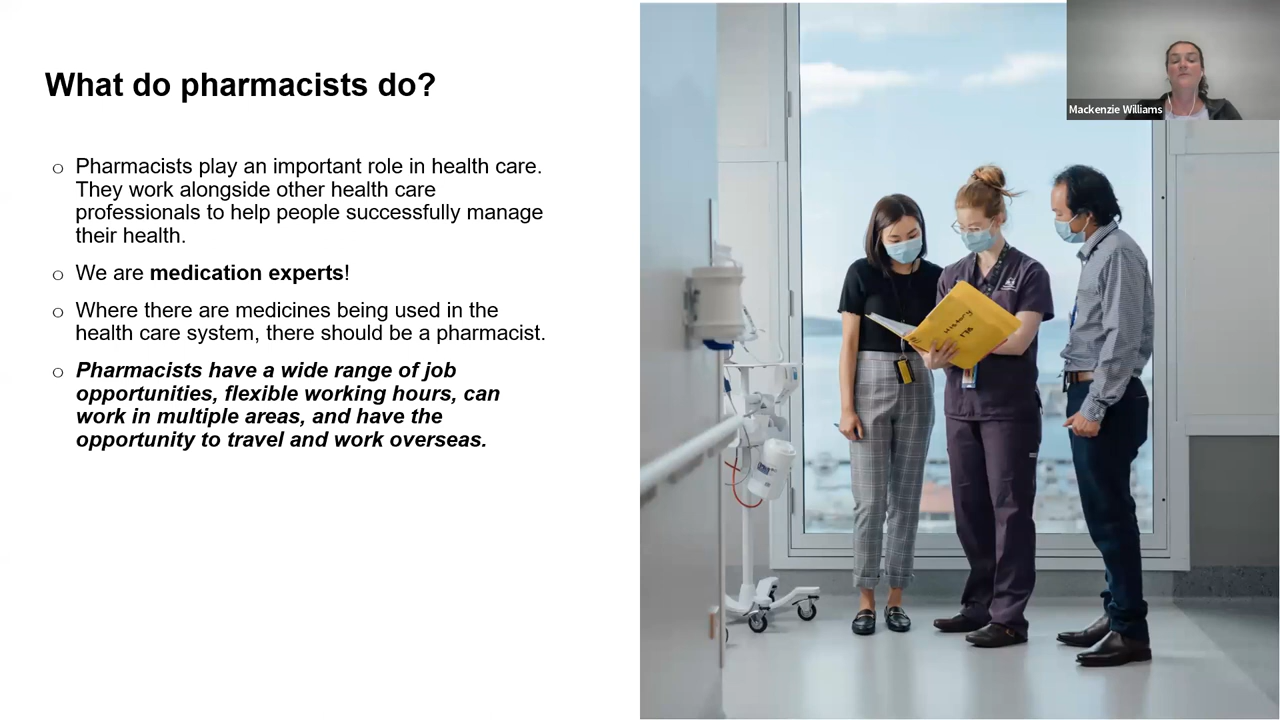 What do pharmacists do?
○ Pharmacists play an important role in health care.
They work alongside other health care
professionals to help people successfully manage
their health.
○ We are medication experts!
○ Where there are medicines being used in the
health care system, there should be a pharmacist.
○ Pharmacists have a wide range of job
opportunities, flexible working hours, can
work in multiple areas, and have the
opportunity to travel and work overseas.
Mackenzie Williams
History